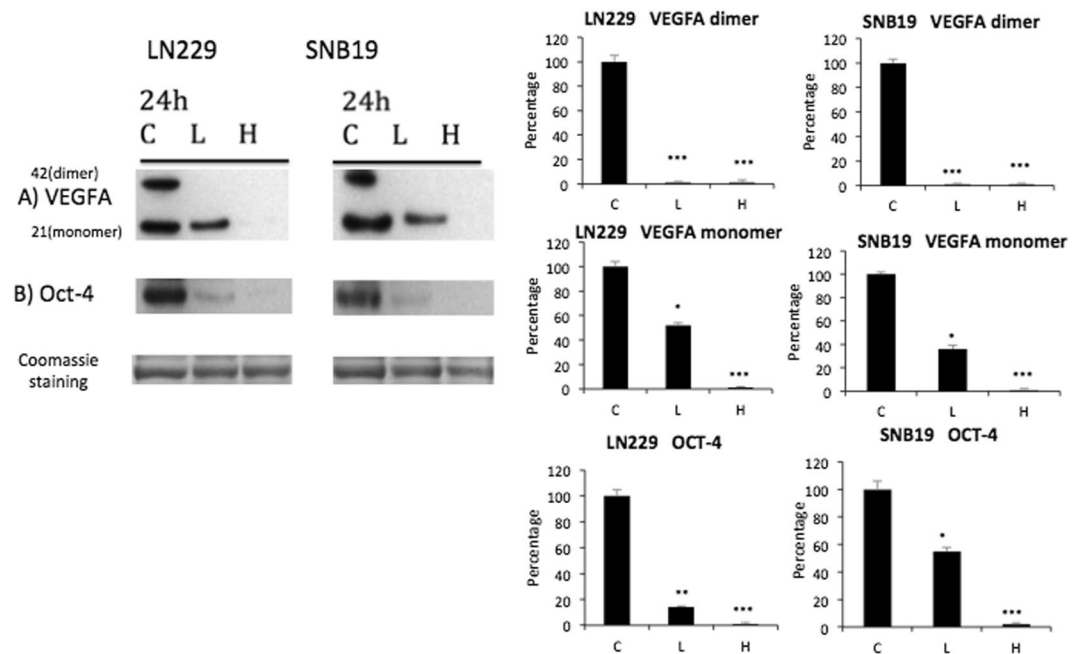 LN229 SNB19
24h 24h
C L H C L H
42(dimer)
A) VEGFA
21(monomer)
B) Oct-4
Coomassie
staining
LN229 VEGFA dimer
Percentage
120
100
80
60
40
20
0
***
***
C L H
SNB19 VEGFA dimer
Percentage
120
100
80
60
40
20
0
***
***
C L H
LN229 VEGFA monomer
Percentage
120
100
80
60
40
20
0
*
***
C L H
SNB19 VEGFA monomer
Percentage
120
100
80
60
40
20
0
*
***
C L H
LN229 OCT-4
Percentage
120
100
80
60
40
20
0
**
***
C L H
SNB19 OCT-4
Percentage
120
100
80
60
40
20
0
*
***
C L H